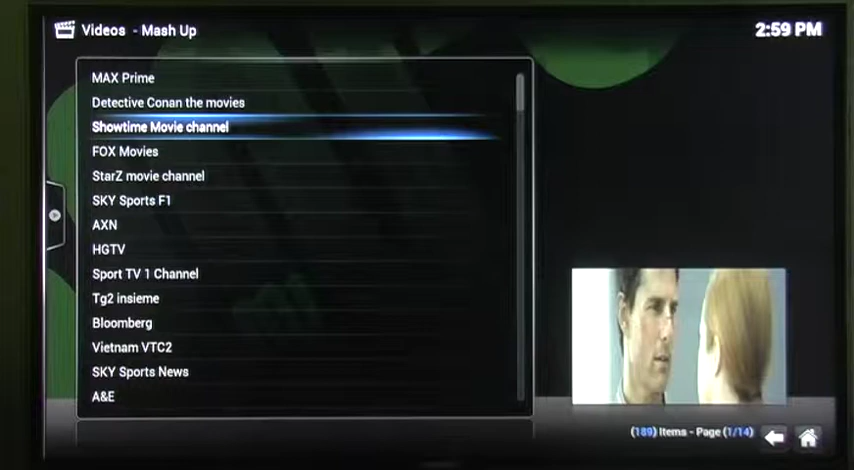 Videos - Mash Up
2:59 PM
MAX Prime
Detective Conan the movies
Showtime Movie channel
FOX Movies
StarZ movie channel
SKY Sports F1
AXN
HGTV
Sport TV 1 Channel
Tg2 insieme
Bloomberg
Vietnam VTC2
SKY Sports News
A&E
(189) Items - Page (1/14)